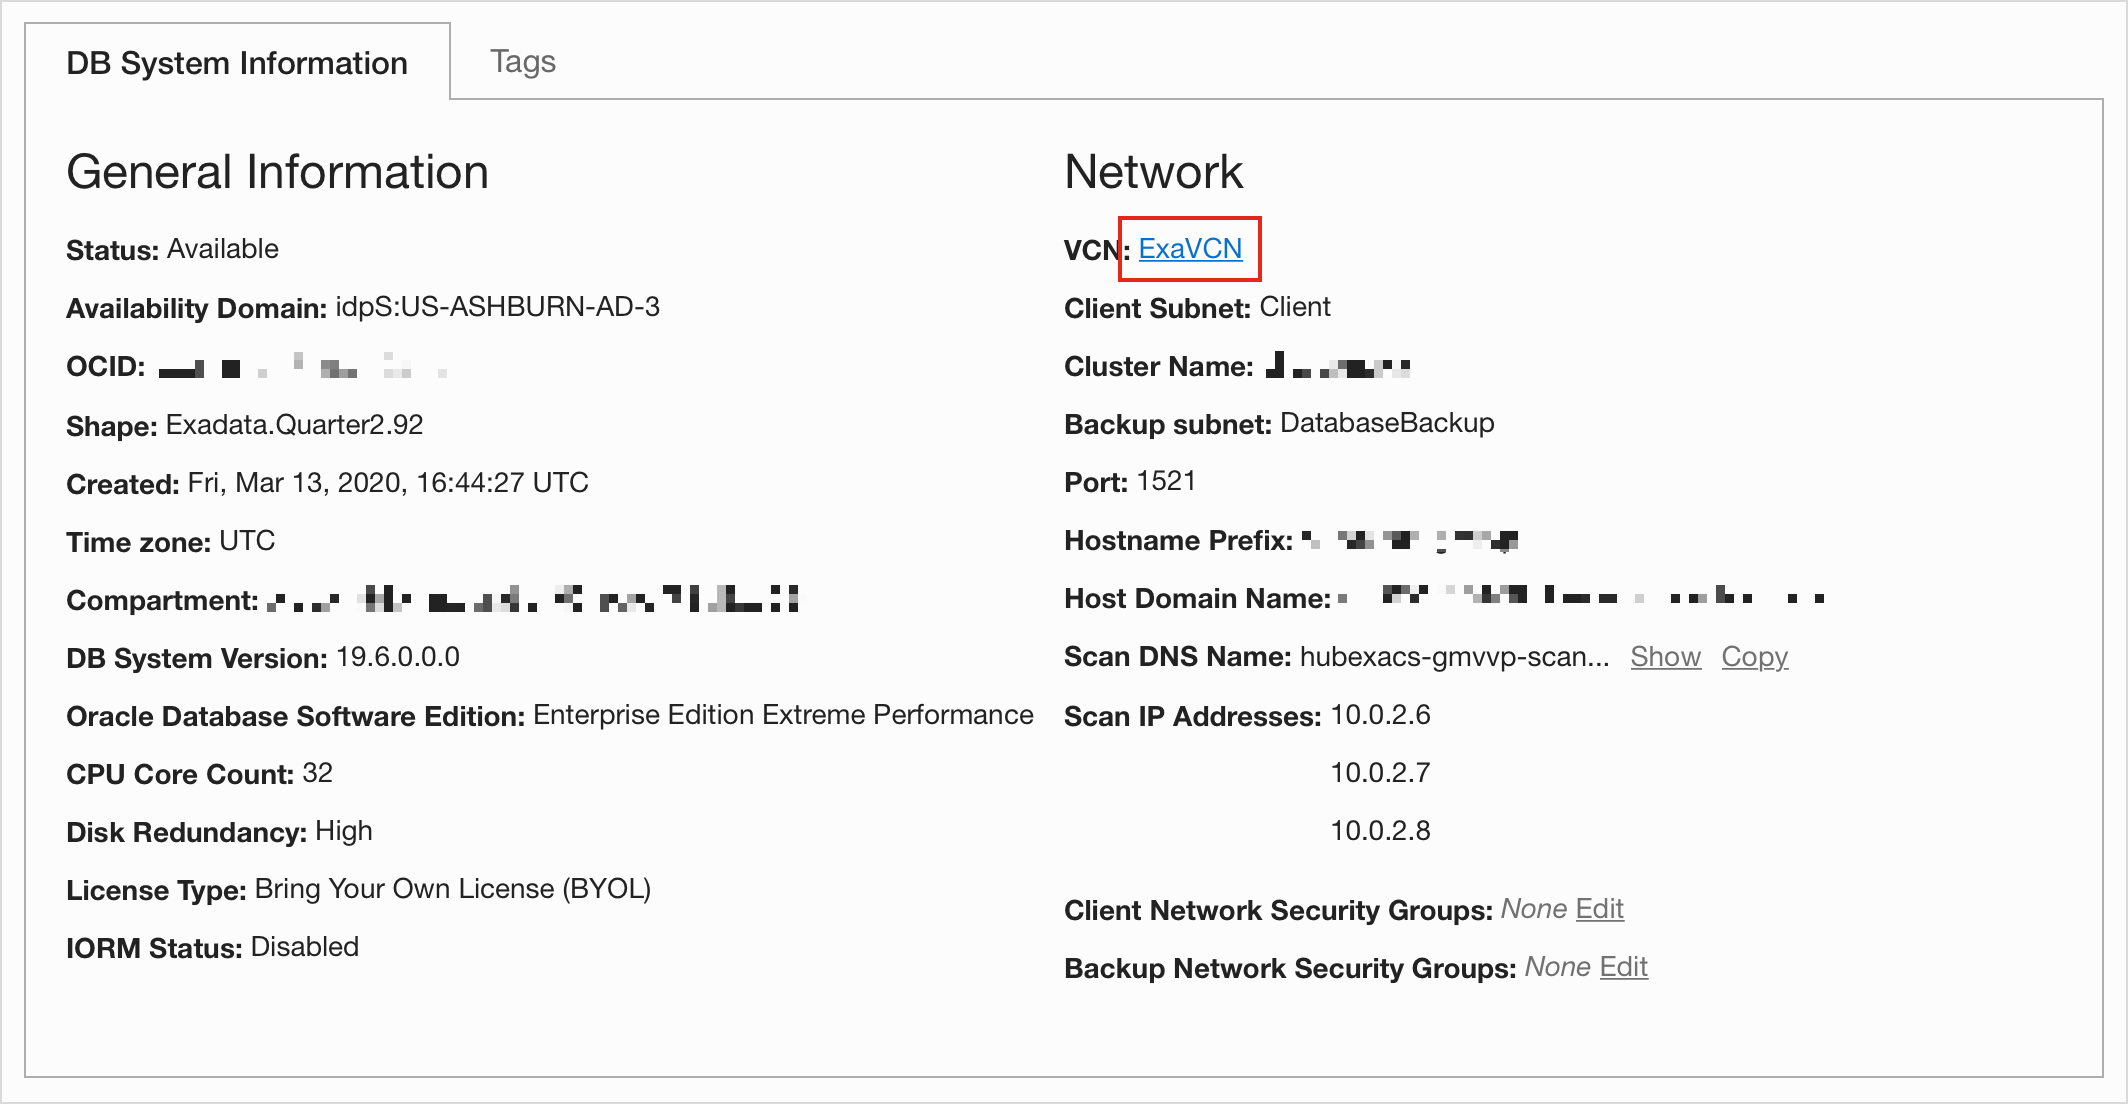 DB System Information
Tags
General Information
Status: Available
Availability Domain: idpS:US-ASHBURN-AD-3
OCID:
Shape: Exadata.Quarter2.92
Created: Fri, Mar 13, 2020, 16:44:27 UTC
Time zone: UTC
Compartment:
DB System Version: 19.6.0.0.0
Oracle Database Software Edition: Enterprise Edition Extreme Performance
CPU Core Count: 32
Disk Redundancy: High
License Type: Bring Your Own License (BYOL)
IORM Status: Disabled
Network
VCN: ExaVCN
Client Subnet: Client
Cluster Name:
Backup subnet: DatabaseBackup
Port: 1521
Hostname Prefix:
Host Domain Name:
Scan DNS Name: hubexacs-gmvvp-scan... Show Copy
Scan IP Addresses: 10.0.2.6
10.0.2.7
10.0.2.8
Client Network Security Groups: None Edit
Backup Network Security Groups: None Edit